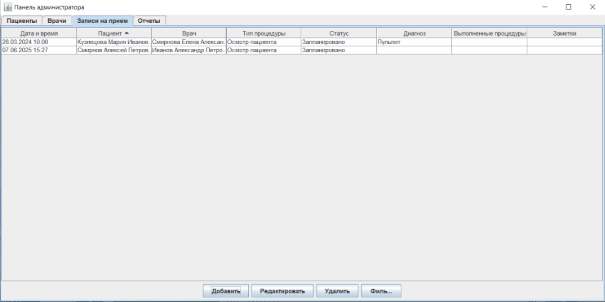 Панель администратора
Пациенты Врачи Записи на прием Отчеты
Дата и время Пациент Врач Тип процедуры Статус Диагноз Выполненные процедуры Заметки
28.03.2024 10:00 Кузнецова Мария Иванов. Смирнова Елена Алексан. Осмотр пациента Запланировано Пульпит
07.06.2025 15:27 Смирнов Алексей Петров. Иванов Александр Петро. Осмотр пациента Запланировано
Добавить Редактировать Удалить Филь...